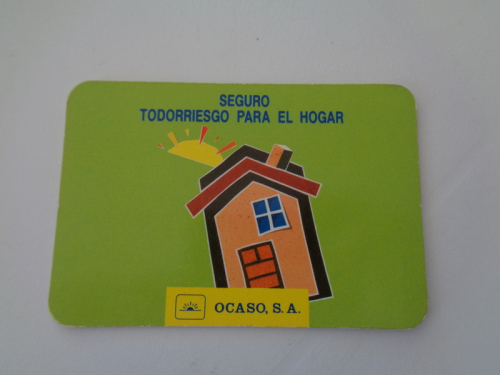 SEGURO
TODORRIESGO PARA EL HOGAR
OCASO, S.A.